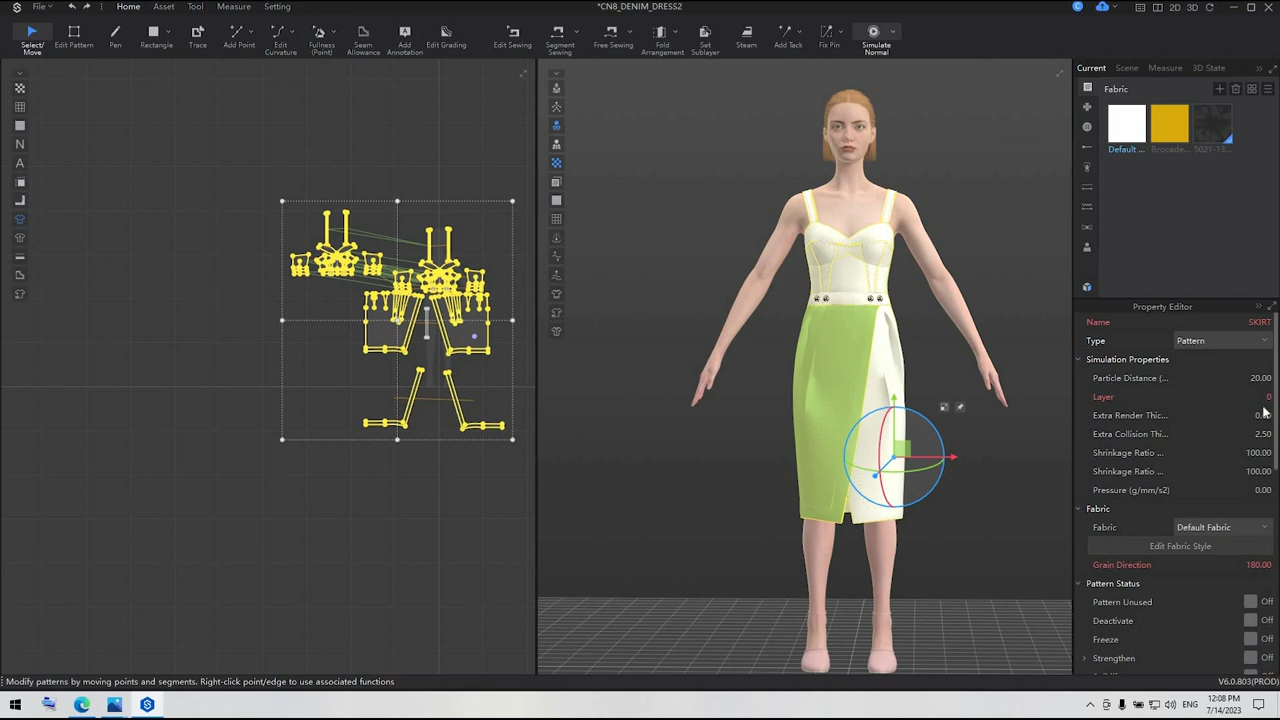 File
*CN8_DENIM_DRESS2
Home Asset Tool Measure Setting
2D 3D
Select/
Move
Edit Pattern
Pen
Rectangle
Trace
Add Point
Edit
Curvature
Fullness
(Point)
Seam
Allowance
Add
Annotation
Edit Grading
Edit Sewing
Segment
Sewing
Free Sewing
Fold
Arrangement
Set
Sublayer
Steam
Add Tack
Fix Pin
Simulate
Normal
Current Scene Measure 3D State
Fabric
Default ... Brocade... 5021-13...
Property Editor
Name SKIRT
Type Pattern
Simulation Properties
Particle Distance (... 20.00
Layer 0
Extra Render Thic...
Extra Collision Thi... 2.50
Shrinkage Ratio ... 100.00
Shrinkage Ratio ... 100.00
Pressure (g/mm/s2) 0.00
Fabric
Fabric Default Fabric
Edit Fabric Style
Grain Direction 180.00
Pattern Status
Pattern Unused Off
Deactivate Off
Freeze Off
Strengthen Off
Modify patterns by moving points and segments. Right-click point/edge to use associated functions
V6.0.803(PROD)
ENG
12:08 PM
7/14/2023